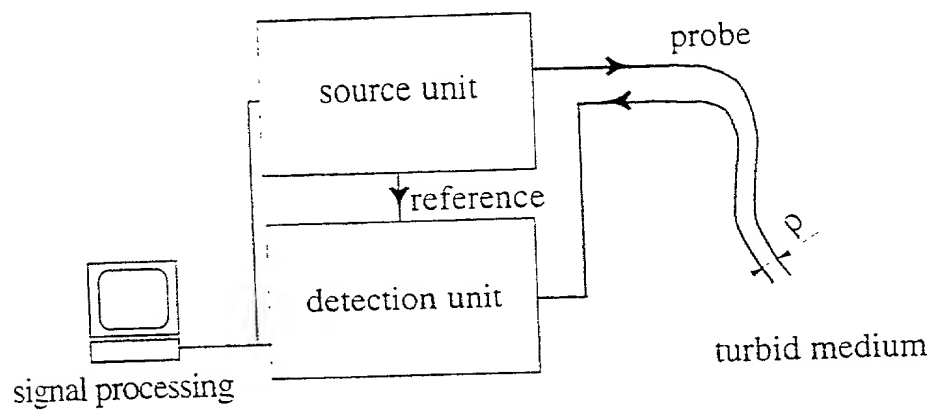 probe
source unit
reference
ρ
detection unit
turbid medium
signal processing